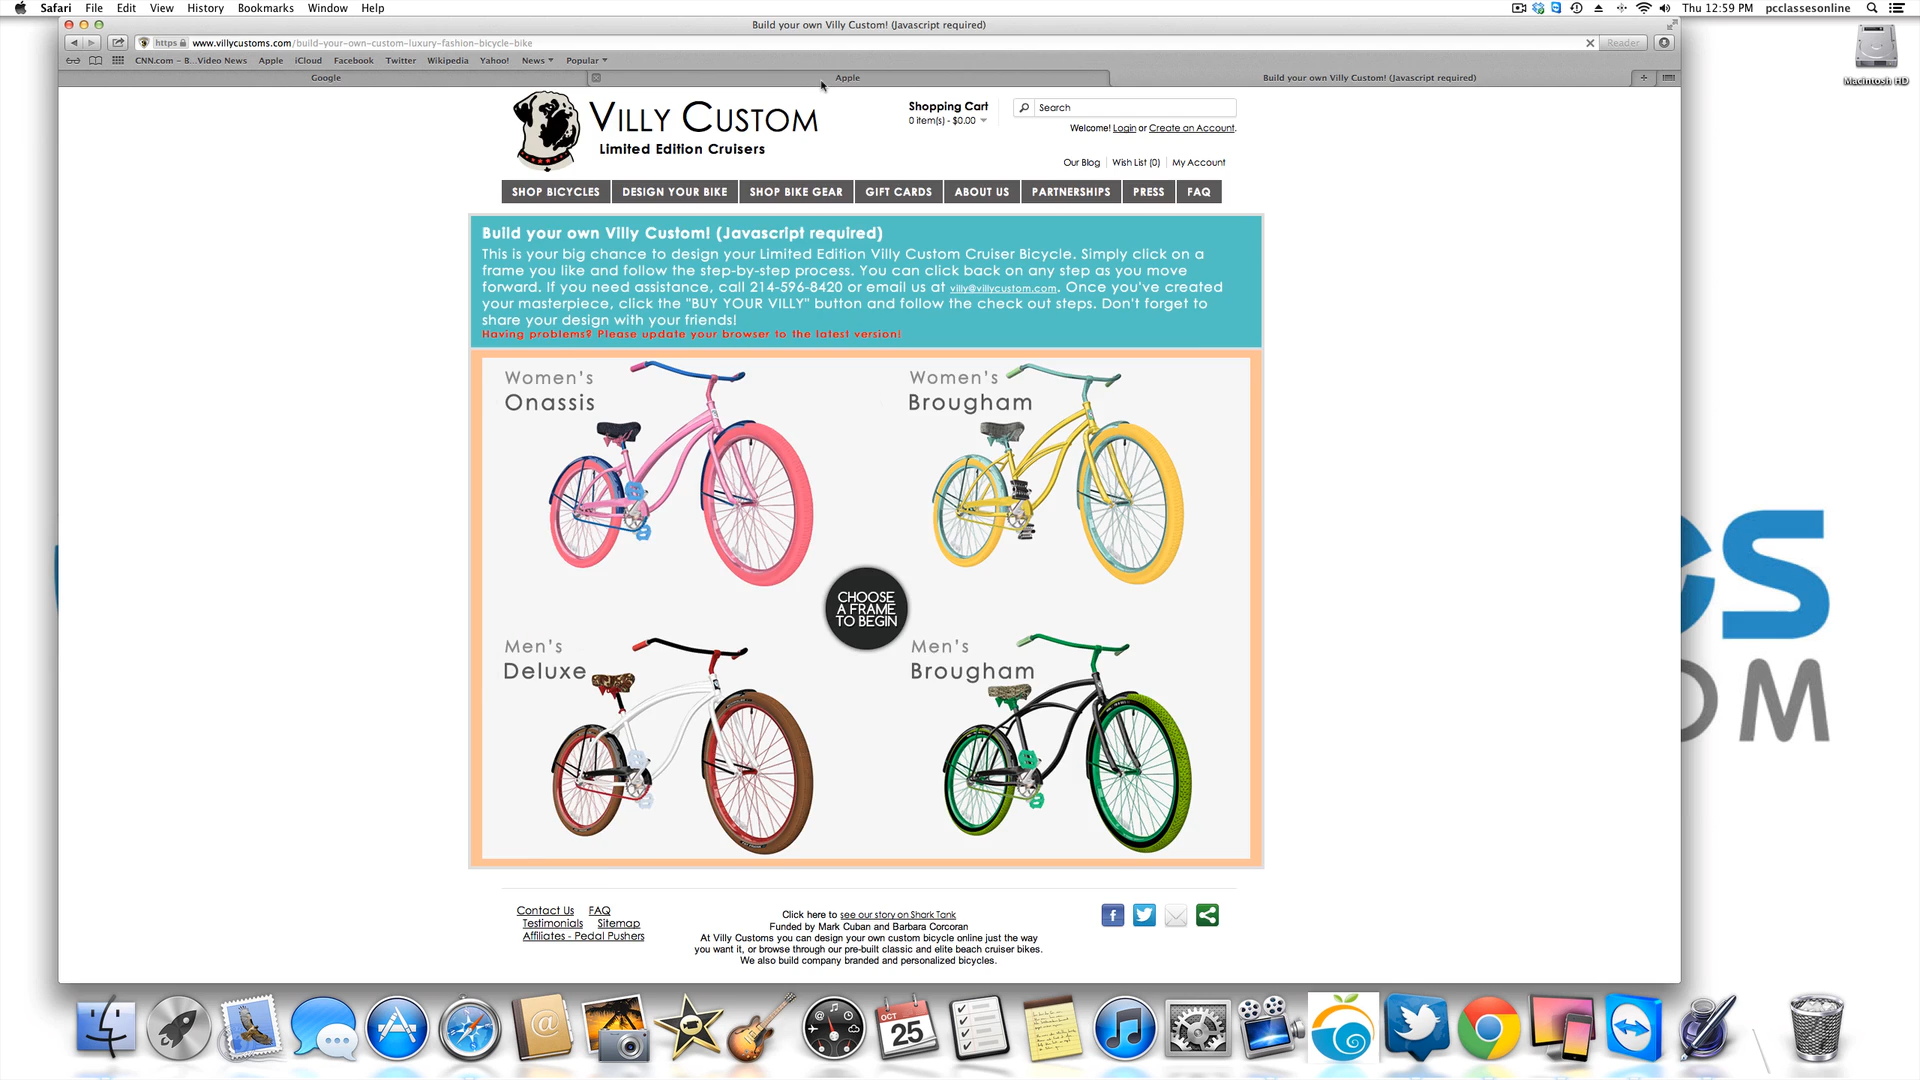 Safari File Edit View History Bookmarks Window Help
Thu 12:59 PM pcclassesonline
Build your own Villy Custom! (Javascript required)
https www.villycustoms.com/build-your-own-custom-luxury-fashion-bicycle-bike
Reader
CNN.com – B...Video News Apple iCloud Facebook Twitter Wikipedia Yahoo! News Popular
Google
Apple
Build your own Villy Custom! (Javascript required)
Macintosh HD
VILLY CUSTOM
Limited Edition Cruisers
Shopping Cart
0 item(s) - $0.00
Search
Welcome! Login or Create an Account.
Our Blog Wish List (0) My Account
SHOP BICYCLES DESIGN YOUR BIKE SHOP BIKE GEAR GIFT CARDS ABOUT US PARTNERSHIPS PRESS FAQ
Build your own Villy Custom! (Javascript required)
This is your big chance to design your Limited Edition Villy Custom Cruiser Bicycle. Simply click on a
frame you like and follow the step-by-step process. You can click back on any step as you move
forward. If you need assistance, call 214-596-8420 or email us at villy@villycustom.com. Once you've created
your masterpiece, click the "BUY YOUR VILLY" button and follow the check out steps. Don't forget to
share your design with your friends!
Having problems? Please update your browser to the latest version!
Women's
Onassis
Women's
Brougham
CHOOSE
A FRAME
TO BEGIN
Men's
Deluxe
Men's
Brougham
Contact Us FAQ
Testimonials Sitemap
Affiliates - Pedal Pushers
Click here to see our story on Shark Tank
Funded by Mark Cuban and Barbara Corcoran
At Villy Customs you can design your own custom bicycle online just the way
you want it, or browse through our pre-built classic and elite beach cruiser bikes.
We also build company branded and personalized bicycles.
S
OM
OCT
25